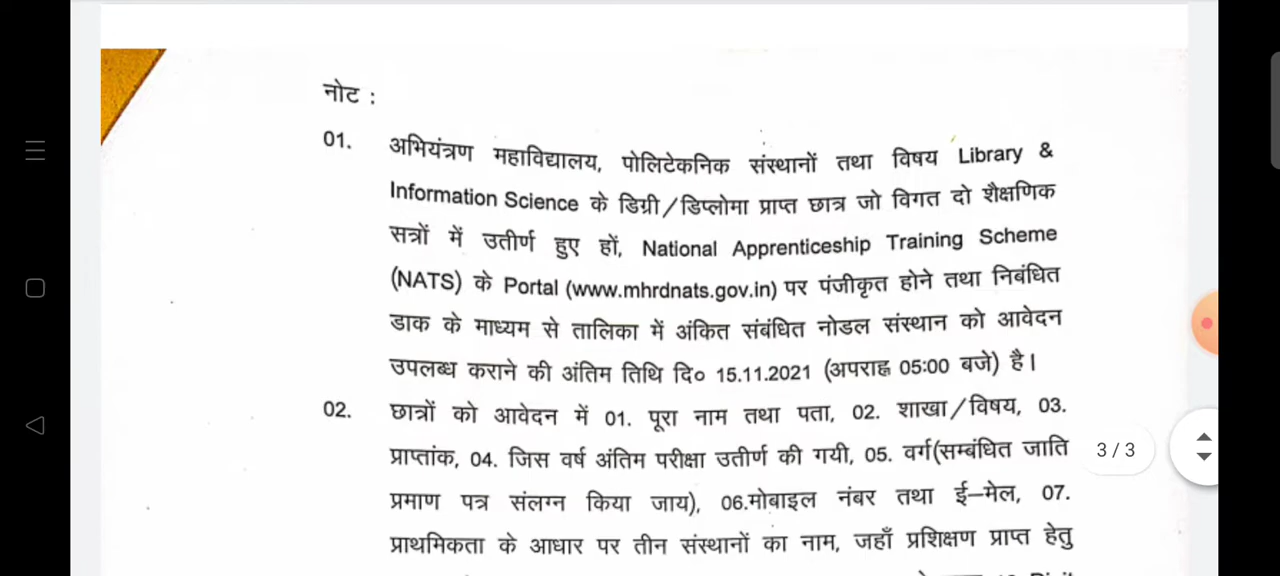 नोट :
01. अभियंत्रण महाविद्यालय, पोलिटेकनिक संस्थानों तथा विषय Library &
Information Science के डिग्री/डिप्लोमा प्राप्त छात्र जो विगत दो शैक्षणिक
सत्रों में उतीर्ण हुए हों, National Apprenticeship Training Scheme
(NATS) के Portal (www.mhrdnats.gov.in) पर पंजीकृत होने तथा निबंधित
डाक के माध्यम से तालिका में अंकित संबंधित नोडल संस्थान को आवेदन
उपलब्ध कराने की अंतिम तिथि दि० 15.11.2021 (अपराह्न 05:00 बजे) है।
02. छात्रों को आवेदन में 01. पूरा नाम तथा पता, 02. शाखा/विषय, 03.
प्राप्तांक, 04. जिस वर्ष अंतिम परीक्षा उतीर्ण की गयी, 05. वर्ग(सम्बंधित जाति
3/3
प्रमाण पत्र संलग्न किया जाय), 06.मोबाइल नंबर तथा ई–मेल, 07.
प्राथमिकता के आधार पर तीन संस्थानों का नाम, जहाँ प्रशिक्षण प्राप्त हेतु